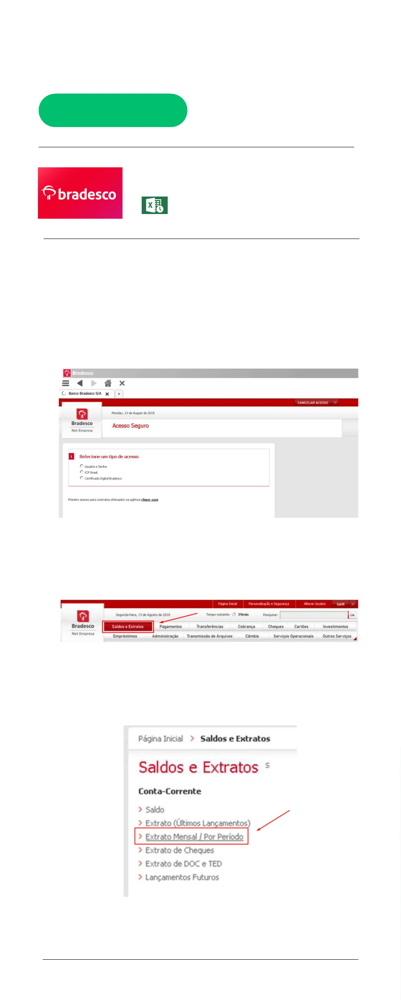 bradesco
X
Bradesco
Banco Bradesco S/A
+
CANCELAR ACESSO
Bradesco
Net Empresa
Monday, 13 de August de 2018
Acesso Seguro
1 Selecione um tipo de acesso
Usuário e Senha
ICP Brasil
Certificado Digital Bradesco
Primeiro acesso para contratos efetuados na agência clique aqui
Página Inicial Personalização e Segurança Alterar Usuário SAIR
Bradesco
Net Empresa
Segunda-feira, 13 de Agosto de 2018 Tempo restante: 59min Pesquisar: OK
Saldos e Extratos Pagamentos Transferências Cobrança Cheques Cartões Investimentos
Empréstimos Administração Transmissão de Arquivos Câmbio Serviços Operacionais Outros Serviços
Página Inicial > Saldos e Extratos
Saldos e Extratos S
Conta-Corrente
> Saldo
> Extrato (Últimos Lançamentos)
> Extrato Mensal / Por Período
> Extrato de Cheques
> Extrato de DOC e TED
> Lançamentos Futuros